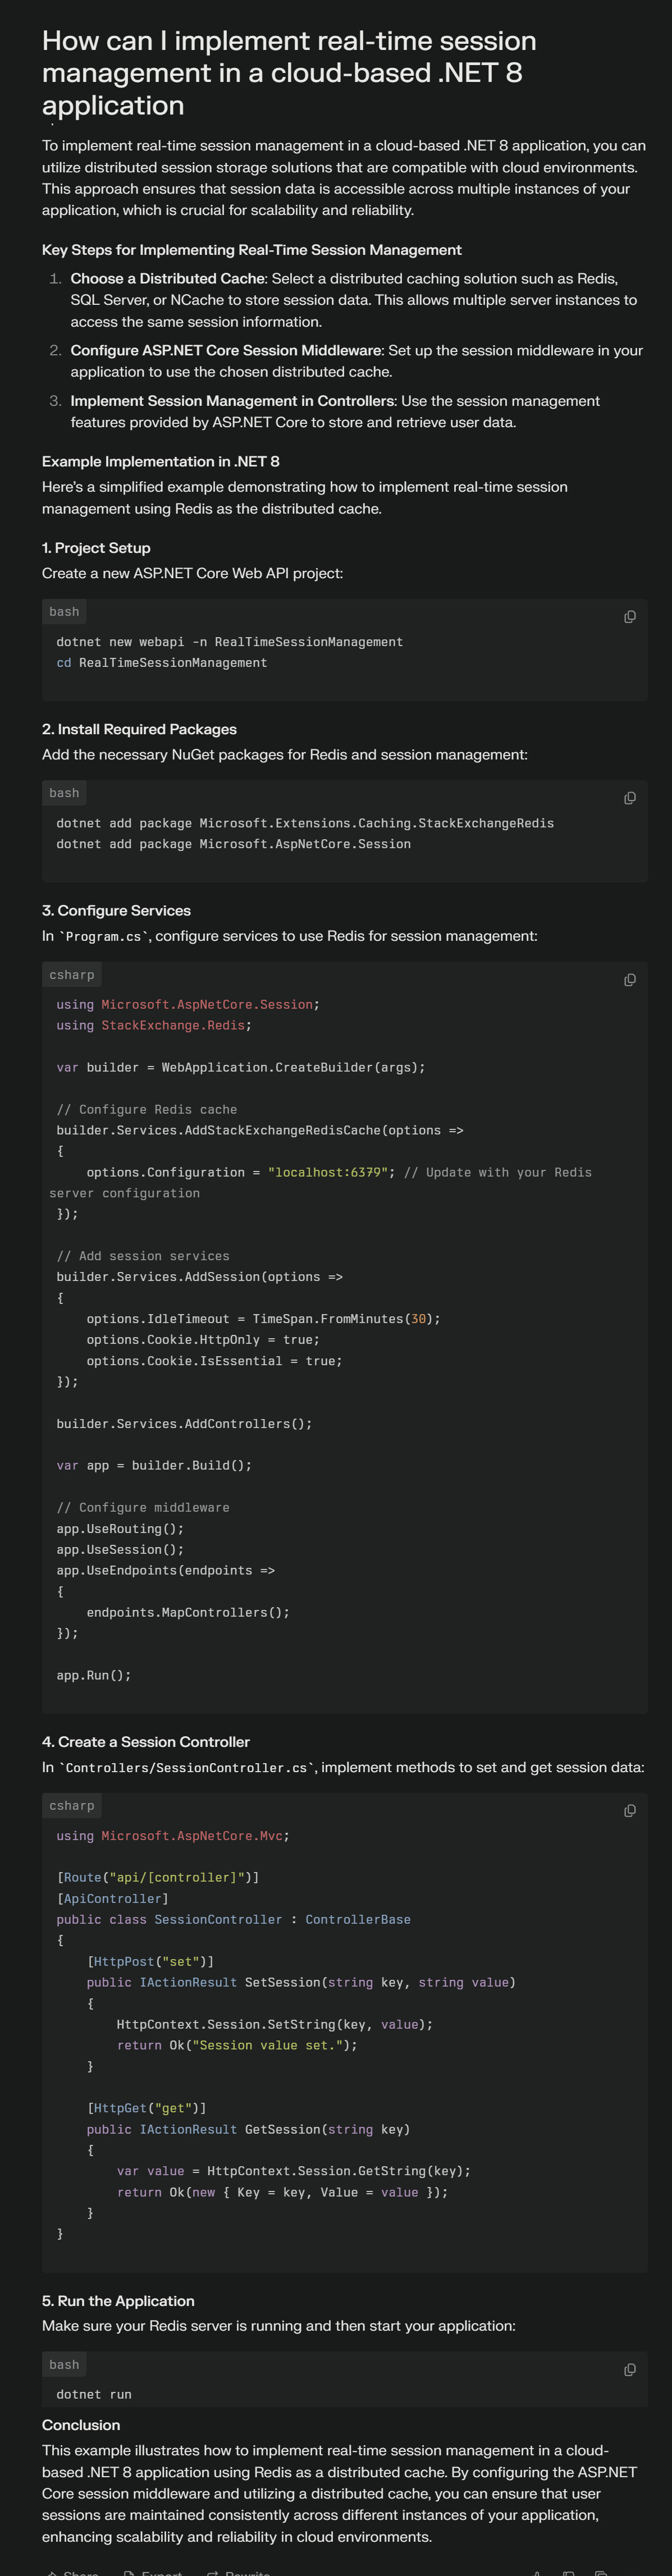 How can I implement real-time session
management in a cloud-based .NET 8
application
To implement real-time session management in a cloud-based .NET 8 application, you can
utilize distributed session storage solutions that are compatible with cloud environments.
This approach ensures that session data is accessible across multiple instances of your
application, which is crucial for scalability and reliability.
Key Steps for Implementing Real-Time Session Management
1. Choose a Distributed Cache: Select a distributed caching solution such as Redis,
SQL Server, or NCache to store session data. This allows multiple server instances to
access the same session information.
2. Configure ASP.NET Core Session Middleware: Set up the session middleware in your
application to use the chosen distributed cache.
3. Implement Session Management in Controllers: Use the session management
features provided by ASP.NET Core to store and retrieve user data.
Example Implementation in .NET 8
Here's a simplified example demonstrating how to implement real-time session
management using Redis as the distributed cache.
1. Project Setup
Create a new ASP.NET Core Web API project:
bash
dotnet new webapi -n RealTimeSessionManagement
cd RealTimeSessionManagement
2. Install Required Packages
Add the necessary NuGet packages for Redis and session management:
bash
dotnet add package Microsoft.Extensions.Caching.StackExchangeRedis
dotnet add package Microsoft.AspNetCore.Session
3. Configure Services
In `Program.cs`, configure services to use Redis for session management:
csharp
using Microsoft.AspNetCore.Session;
using StackExchange.Redis;
var builder = WebApplication.CreateBuilder(args);
// Configure Redis cache
builder.Services.AddStackExchangeRedisCache(options =>
{
    options.Configuration = "localhost:6379"; // Update with your Redis
server configuration
});
// Add session services
builder.Services.AddSession(options =>
{
    options.IdleTimeout = TimeSpan.FromMinutes(30);
    options.Cookie.HttpOnly = true;
    options.Cookie.IsEssential = true;
});
builder.Services.AddControllers();
var app = builder.Build();
// Configure middleware
app.UseRouting();
app.UseSession();
app.UseEndpoints(endpoints =>
{
    endpoints.MapControllers();
});
app.Run();
4. Create a Session Controller
In `Controllers/SessionController.cs`, implement methods to set and get session data:
csharp
using Microsoft.AspNetCore.Mvc;
[Route("api/[controller]")]
[ApiController]
public class SessionController : ControllerBase
{
    [HttpPost("set")]
    public IActionResult SetSession(string key, string value)
    {
        HttpContext.Session.SetString(key, value);
        return Ok("Session value set.");
    }
    [HttpGet("get")]
    public IActionResult GetSession(string key)
    {
        var value = HttpContext.Session.GetString(key);
        return Ok(new { Key = key, Value = value });
    }
}
5. Run the Application
Make sure your Redis server is running and then start your application:
bash
dotnet run
Conclusion
This example illustrates how to implement real-time session management in a cloud-
based .NET 8 application using Redis as a distributed cache. By configuring the ASP.NET
Core session middleware and utilizing a distributed cache, you can ensure that user
sessions are maintained consistently across different instances of your application,
enhancing scalability and reliability in cloud environments.
Share Export Rewrite